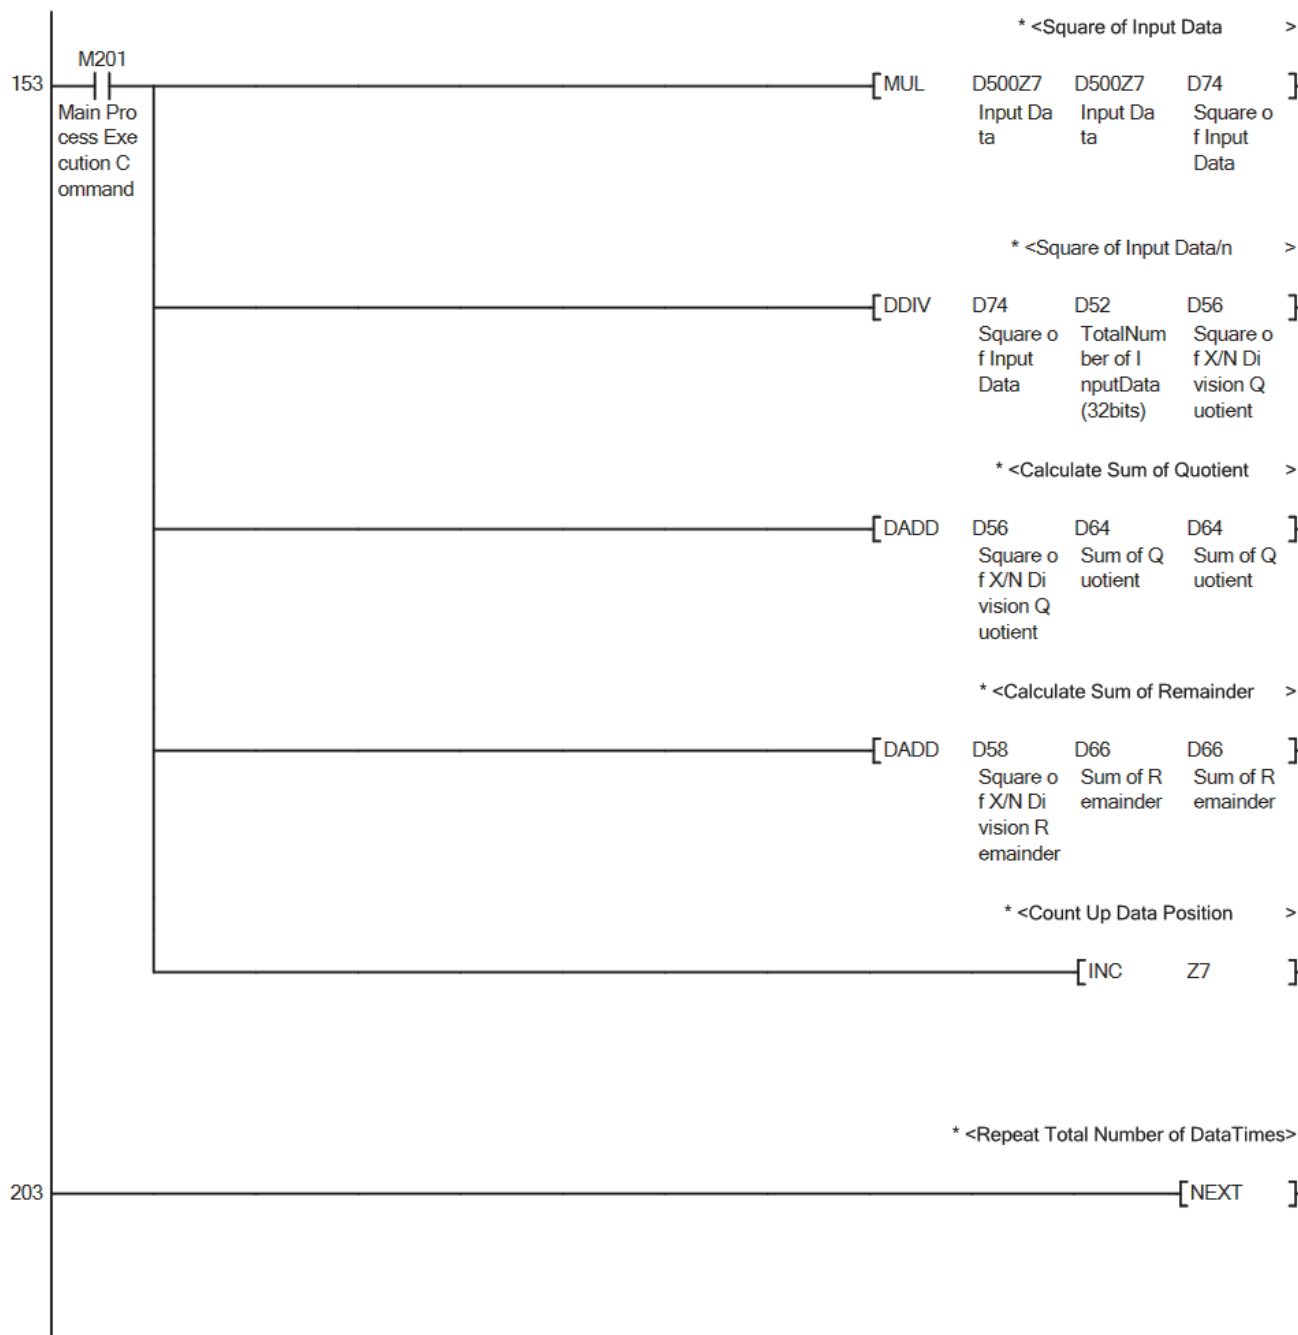 * <Square of Input Data >
M201
153 [ MUL D500Z7 D500Z7 D74 ]
Main Pro
cess Exe
cution C
ommand
Input Da
ta
Input Da
ta
Square o
f Input
Data
* <Square of Input Data/n >
[ DDIV D74 D52 D56 ]
Square o
f Input
Data
TotalNum
ber of I
nputData
(32bits)
Square o
f X/N Di
vision Q
uotient
* <Calculate Sum of Quotient >
[ DADD D56 D64 D64 ]
Square o
f X/N Di
vision Q
uotient
Sum of Q
uotient
Sum of Q
uotient
* <Calculate Sum of Remainder >
[ DADD D58 D66 D66 ]
Square o
f X/N Di
vision R
emainder
Sum of R
emainder
Sum of R
emainder
* <Count Up Data Position >
[ INC Z7 ]
* <Repeat Total Number of DataTimes>
203 [ NEXT ]